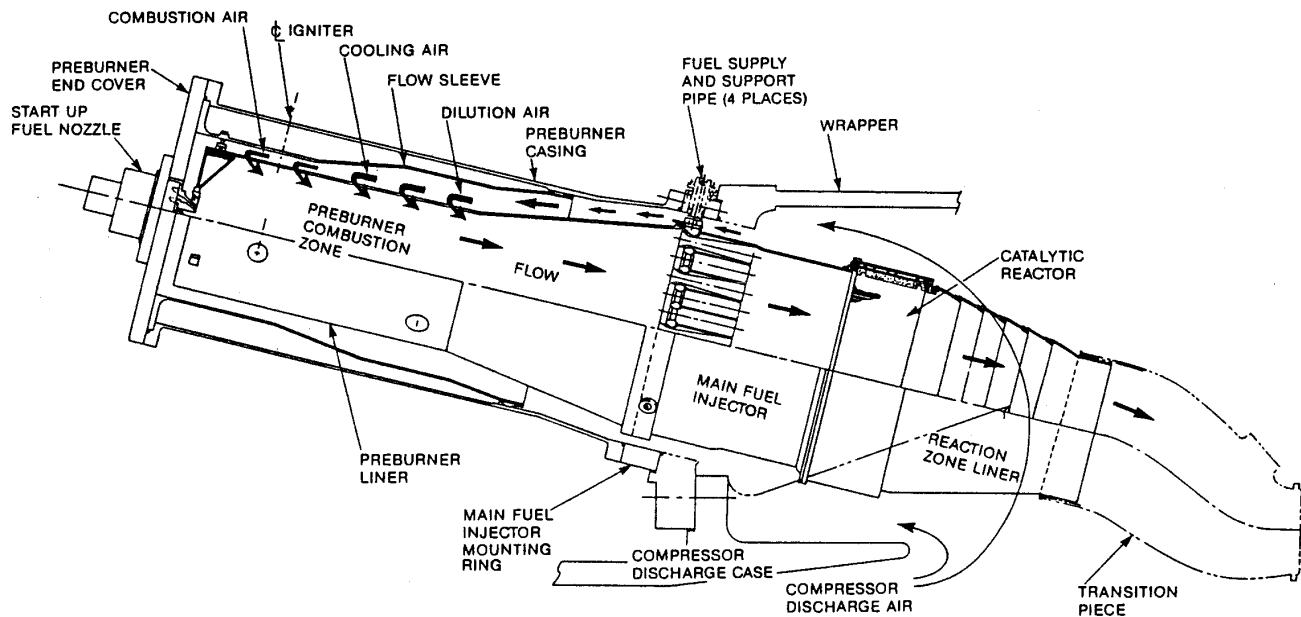 COMBUSTION AIR
℄ IGNITER
COOLING AIR
PREBURNER
END COVER
FLOW SLEEVE
START UP
FUEL NOZZLE
DILUTION AIR
PREBURNER
CASING
FUEL SUPPLY
AND SUPPORT
PIPE (4 PLACES)
WRAPPER
PREBURNER
COMBUSTION
ZONE
FLOW
CATALYTIC
REACTOR
MAIN FUEL
INJECTOR
REACTION
ZONE LINER
PREBURNER
LINER
MAIN FUEL
INJECTOR
MOUNTING
RING
COMPRESSOR
DISCHARGE CASE
COMPRESSOR
DISCHARGE AIR
TRANSITION
PIECE